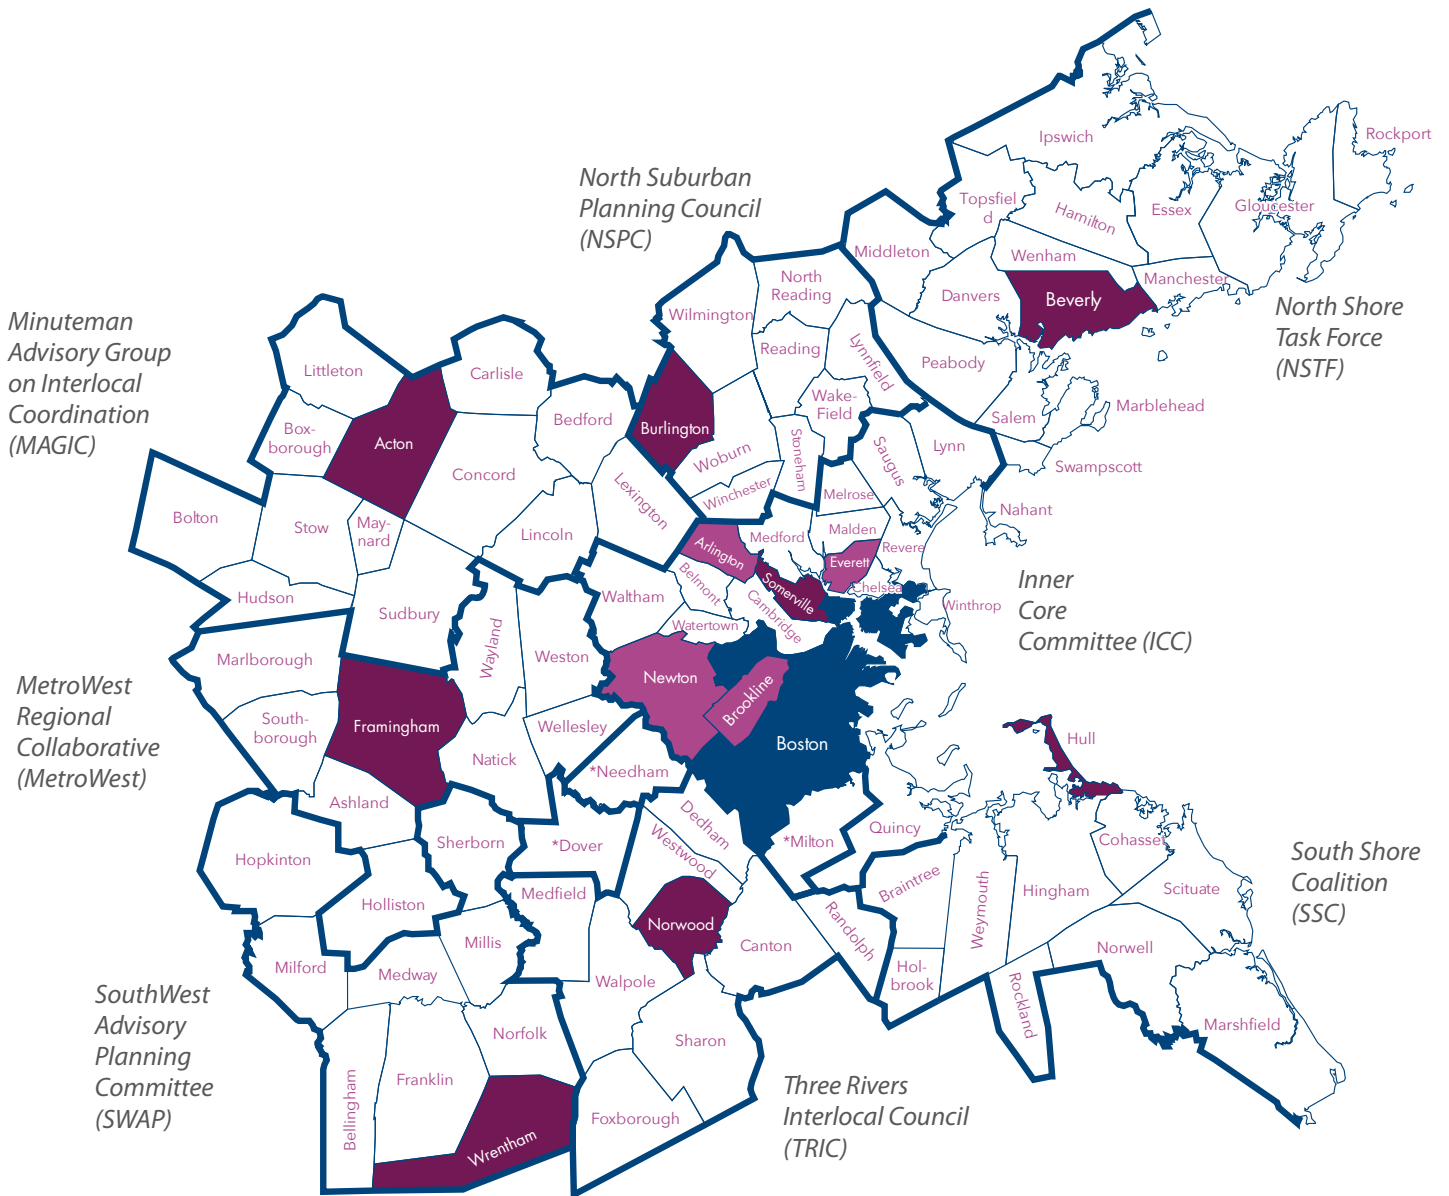 Ipswich
Rockport
North Suburban
Planning Council
(NSPC)
Topsfiel
d
Hamilton
Essex
Gloucester
Middleton
Wenham
Manchester
North
Reading
Danvers
Beverly
North Shore
Task Force
(NSTF)
Minuteman
Advisory Group
on Interlocal
Coordination
(MAGIC)
Wilmington
Reading
Lynnfield
Peabody
Littleton
Carlisle
Wake-
Field
Marblehead
Salem
Bedford
Burlington
Box-
borough
Acton
Woburn
Stoneham
Saugus
Lynn
Swampscott
Concord
Lexington
Winchester
Melrose
Nahant
Bolton
Stow
May-
nard
Lincoln
Arlington
Medford
Malden
Revere
Everett
Chelsea
Hudson
Sudbury
Waltham
Belmont
Somerville
Cambridge
Winthrop
Inner
Core
Committee (ICC)
Watertown
Marlborough
Wayland
Weston
Newton
Brookline
MetroWest
Regional
Collaborative
(MetroWest)
South-
borough
Framingham
Wellesley
Boston
Hull
Natick
*Needham
Ashland
Dedham
Quincy
Sherborn
*Dover
Westwood
*Milton
Cohasset
Hopkinton
Medfield
Braintree
Weymouth
Hingham
Scituate
South Shore
Coalition
(SSC)
Holliston
Norwood
Randolph
Millis
Canton
Norwell
Milford
Medway
Walpole
Hol-
brook
Rockland
SouthWest
Advisory
Planning
Committee
(SWAP)
Norfolk
Sharon
Marshfield
Franklin
Bellingham
Foxborough
Wrentham
Three Rivers
Interlocal Council
(TRIC)